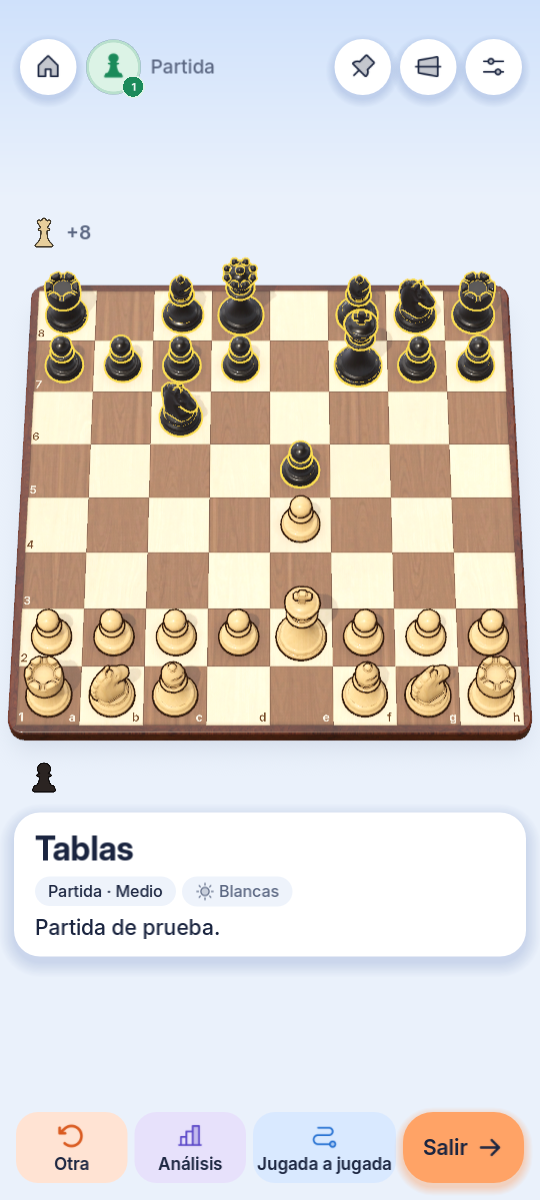 1
Partida
+8
8
7
6
5
4
3
2
1 a b c d e f g h
Tablas
Partida · Medio Blancas
Partida de prueba.
Otra Análisis Jugada a jugada Salir